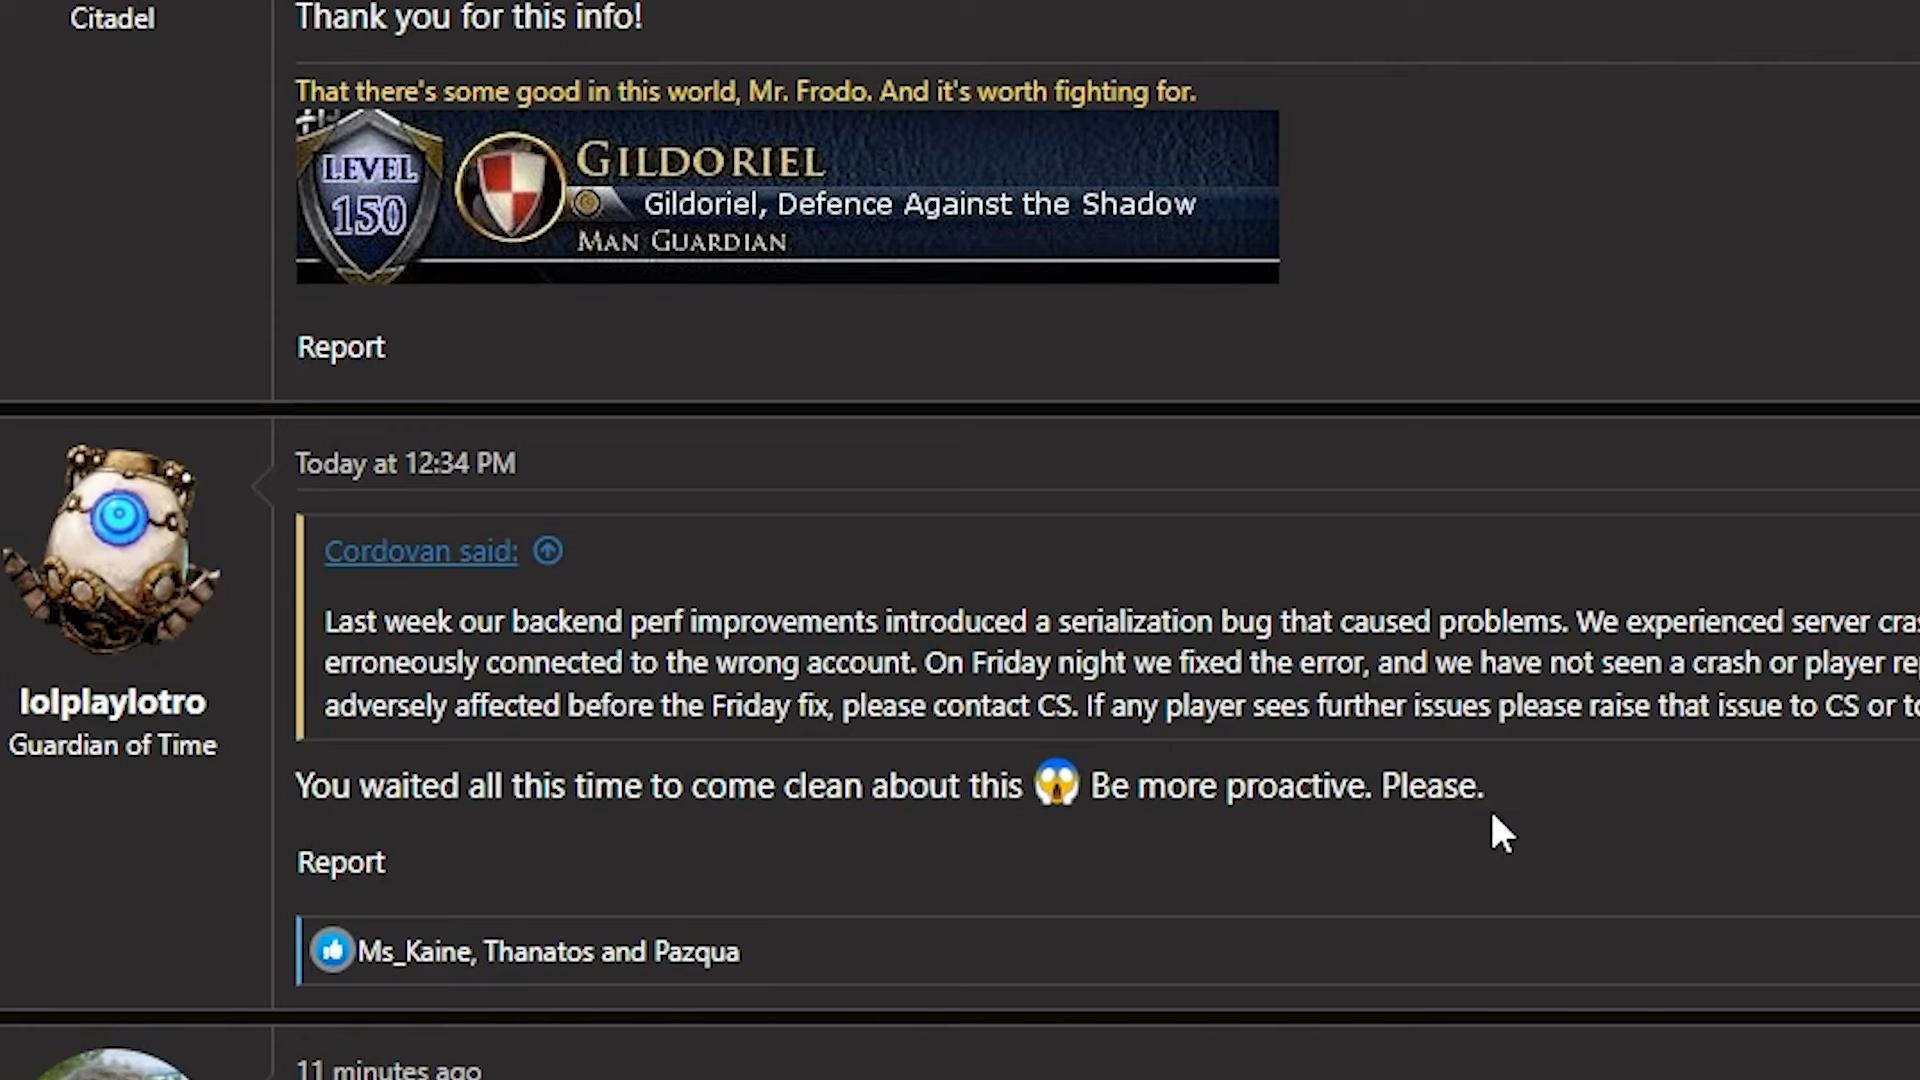 Citadel
Thank you for this info!
That there's some good in this world, Mr. Frodo. And it's worth fighting for.
LEVEL
150
GILDORIEL
Gildoriel, Defence Against the Shadow
MAN GUARDIAN
Report
Today at 12:34 PM
Cordovan said:
Last week our backend perf improvements introduced a serialization bug that caused problems. We experienced server
erroneously connected to the wrong account. On Friday night we fixed the error, and we have not seen a crash or player
adversely affected before the Friday fix, please contact CS. If any player sees further issues please raise that issue to CS or
lolplaylotro
Guardian of Time
You waited all this time to come clean about this 😱 Be more proactive. Please.
Report
Ms_Kaine, Thanatos and Pazqua
11 minutes ago